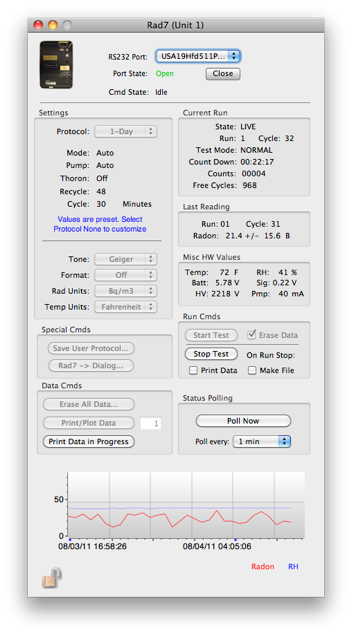 Rad7 (Unit 1)
RS232 Port: USA19Hfd511P...
Port State: Open Close
Cmd State: Idle
Settings
Protocol: 1-Day
Mode: Auto
Pump: Auto
Thoron: Off
Recycle: 48
Cycle: 30 Minutes
Values are preset. Select
Protocol None to customize
Tone: Geiger
Format: Off
Rad Units: Bq/m3
Temp Units: Fahrenheit
Special Cmds
Save User Protocol...
Rad7 -> Dialog...
Data Cmds
Erase All Data...
Print/Plot Data 1
Print Data in Progress
Current Run
State: LIVE
Run: 1 Cycle: 32
Test Mode: NORMAL
Count Down: 00:22:17
Counts: 00004
Free Cycles: 968
Last Reading
Run: 01 Cycle: 31
Radon: 21.4 +/- 15.6 B
Misc HW Values
Temp: 72 F RH: 41 %
Batt: 5.78 V Sig: 0.22 V
HV: 2218 V Pmp: 40 mA
Run Cmds
Start Test Erase Data
Stop Test On Run Stop:
Print Data Make File
Status Polling
Poll Now
Poll every: 1 min
50
0
08/03/11 16:58:26 08/04/11 04:05:06
Radon RH